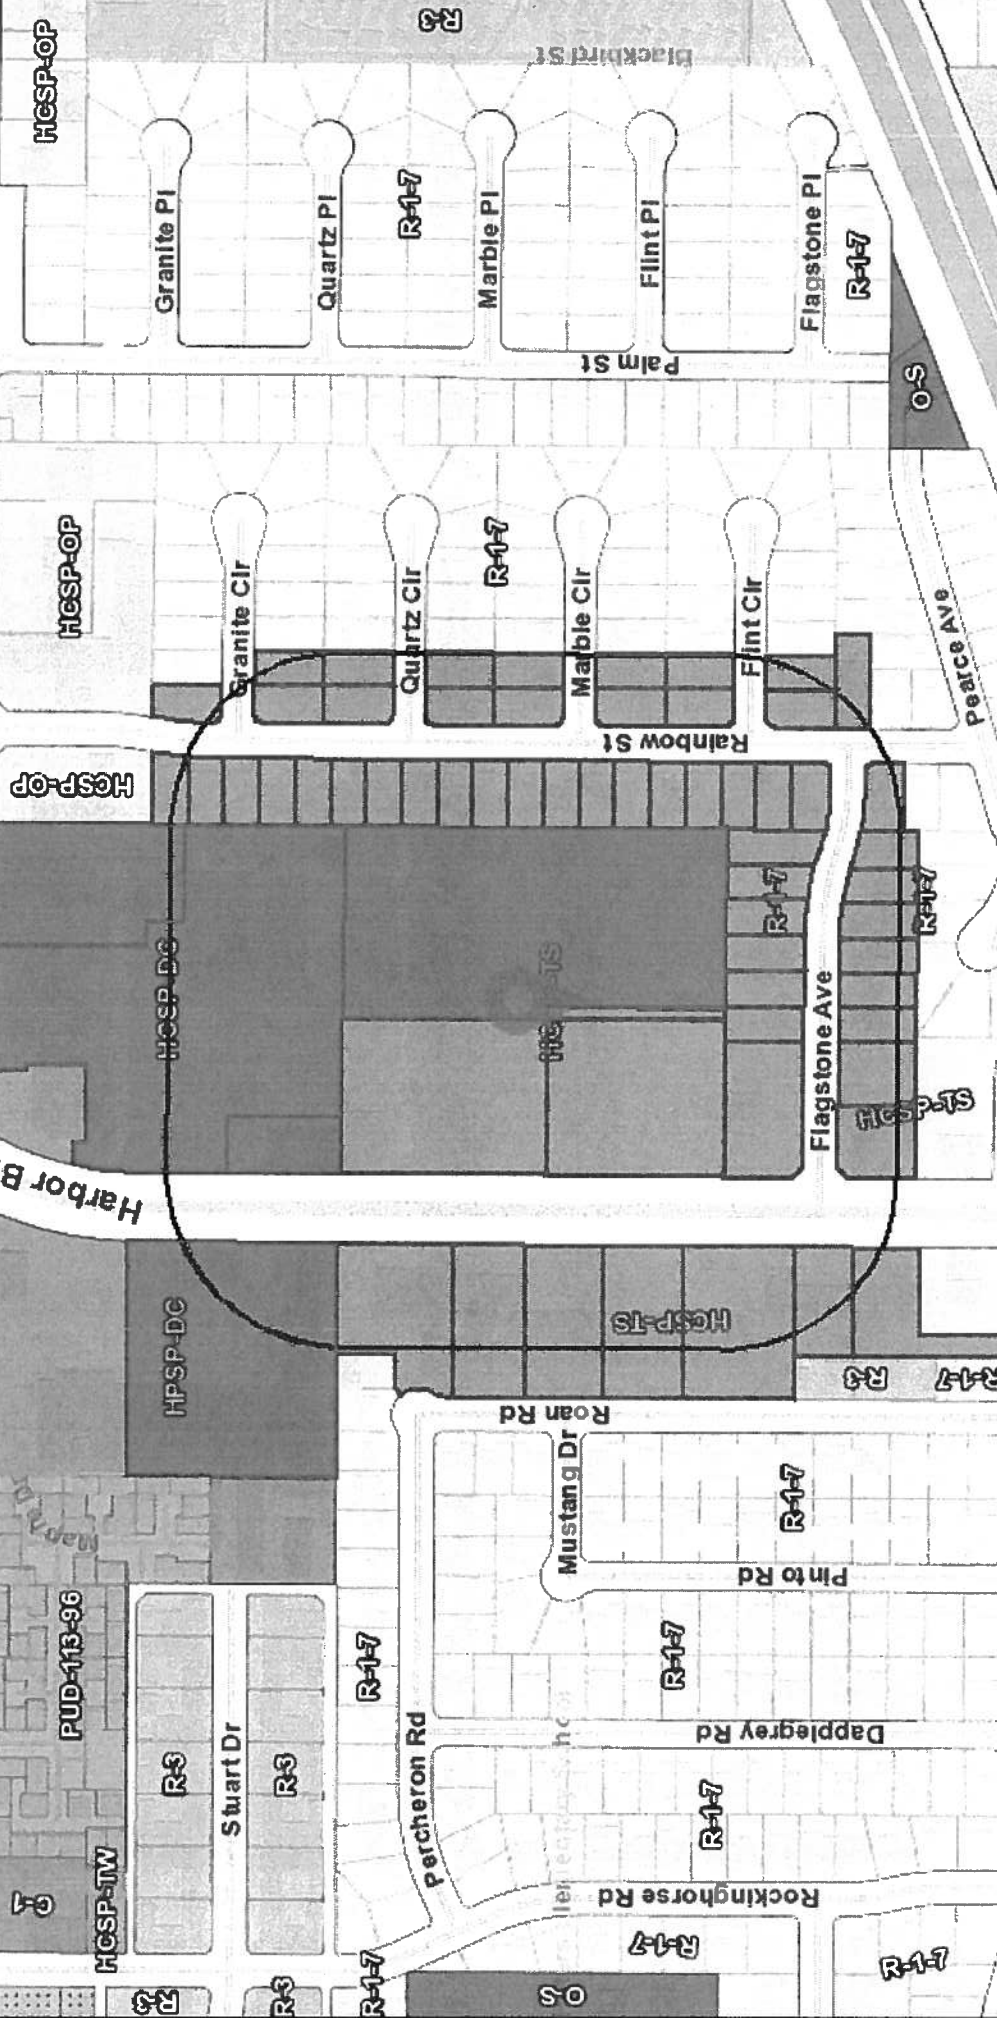 R-3
HCSP-OP
Blackbird St
Granite Pl
Quartz Pl
R-1-7
Marble Pl
Flint Pl
Flagstone Pl
R-1-7
Palm St
O-S
HCSP-OP
R-1-7
Granite Cir
Quartz Cir
Marble Cir
Flint Cir
Pearce Ave
Rainbow St
HCSP-OP
R-1-7
R-1-7
HCSP-DC
Flagstone Ave
HCSP-TS
Harbor B
HPSP-DC
HCSP-TS
R-3
R-1-7
Roan Rd
Mustang Dr
R-1-7
Pinto Rd
PUD-113-96
R-1-7
R-1-7
Percheron Rd
Dapplegrey Rd
R-3
Stuart Dr
R-3
R-1-7
HCSP-TW
Rockinghorse Rd
R-1-7
R-1-7
R-3
R-3
R-1-7
O-S